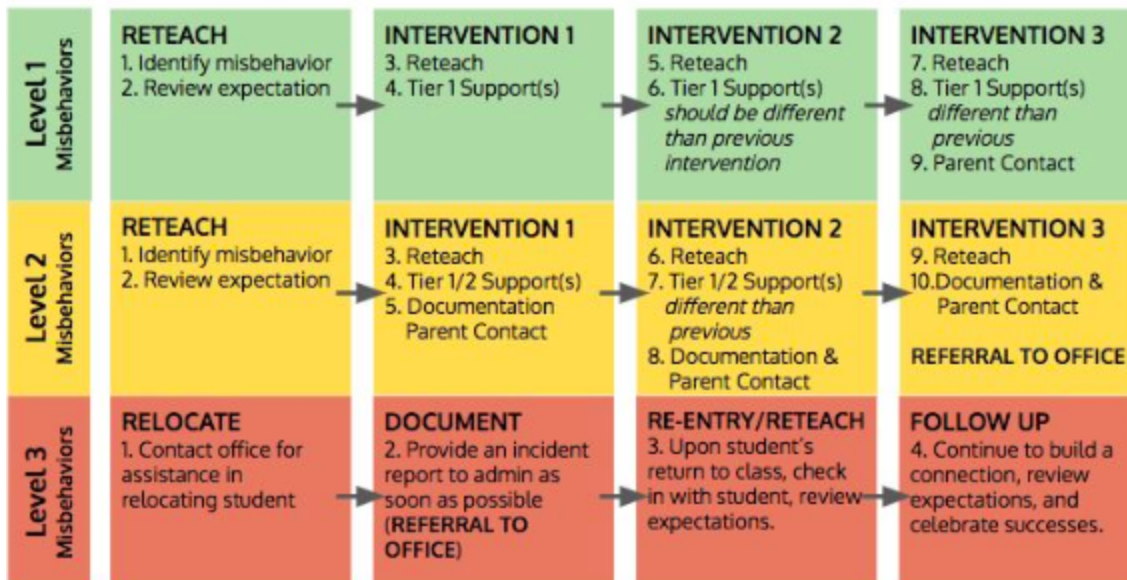 Level 1
Misbehaviors
RETEACH
1. Identify misbehavior
2. Review expectation
INTERVENTION 1
3. Reteach
4. Tier 1 Support(s)
INTERVENTION 2
5. Reteach
6. Tier 1 Support(s)
should be different
than previous
intervention
INTERVENTION 3
7. Reteach
8. Tier 1 Support(s)
different than
previous
9. Parent Contact
Level 2
Misbehaviors
RETEACH
1. Identify misbehavior
2. Review expectation
INTERVENTION 1
3. Reteach
4. Tier 1/2 Support(s)
5. Documentation
Parent Contact
INTERVENTION 2
6. Reteach
7. Tier 1/2 Support(s)
different than
previous
8. Documentation &
Parent Contact
INTERVENTION 3
9. Reteach
10.Documentation &
Parent Contact
REFERRAL TO OFFICE
Level 3
Misbehaviors
RELOCATE
1. Contact office for
assistance in
relocating student
DOCUMENT
2. Provide an incident
report to admin as
soon as possible
(REFERRAL TO
OFFICE)
RE-ENTRY/RETEACH
3. Upon student's
return to class, check
in with student, review
expectations.
FOLLOW UP
4. Continue to build a
connection, review
expectations, and
celebrate successes.